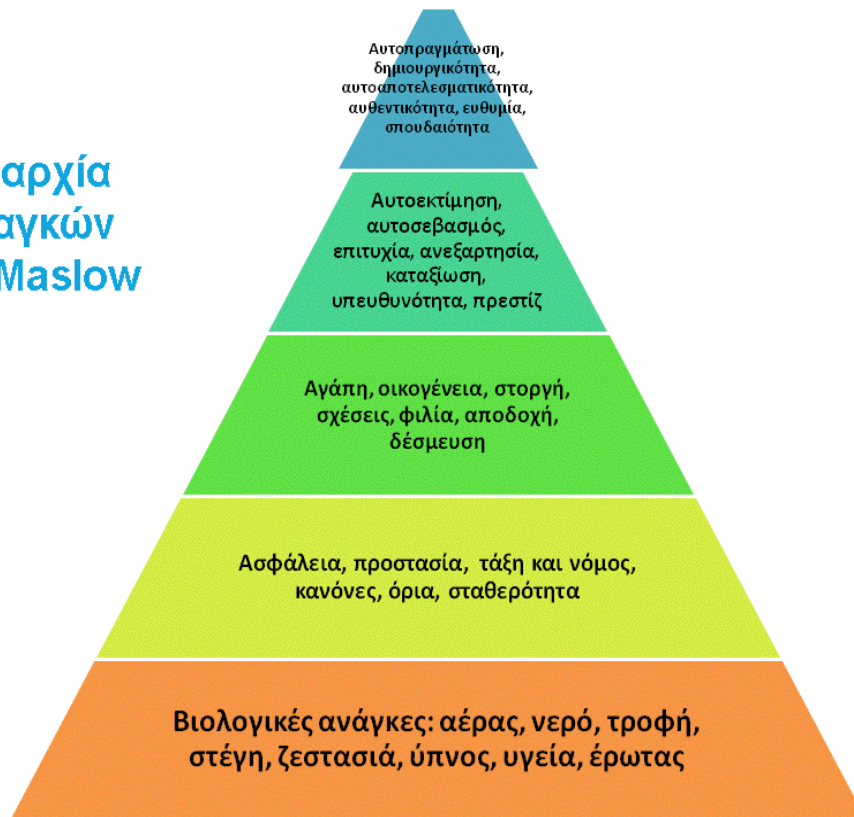 Αυτοπραγμάτωση,
δημιουργικότητα,
αυτοαποτελεσματικότητα,
αυθεντικότητα, ευθυμία,
σπουδαιότητα
αρχία
αγκών
Maslow
Αυτοεκτίμηση,
αυτοσεβασμός,
επιτυχία, ανεξαρτησία,
καταξίωση,
υπευθυνότητα, πρεστίζ
Αγάπη, οικογένεια, στοργή,
σχέσεις, φιλία, αποδοχή,
δέσμευση
Ασφάλεια, προστασία, τάξη και νόμος,
κανόνες, όρια, σταθερότητα
Βιολογικές ανάγκες: αέρας, νερό, τροφή,
στέγη, ζεστασιά, ύπνος, υγεία, έρωτας